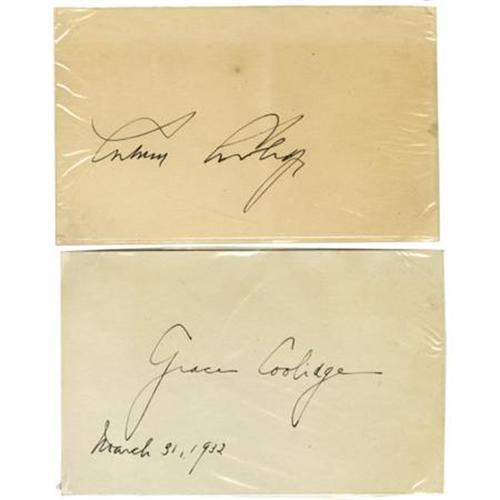 Calvin Coolidge
Grace Coolidge
March 31, 1932